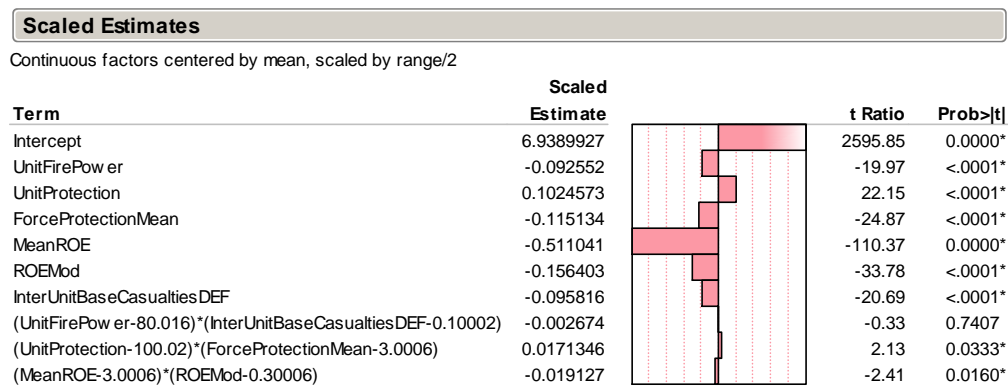 Scaled Estimates
Continuous factors centered by mean, scaled by range/2
Scaled
Term Estimate t Ratio Prob>|t|
Intercept 6.9389927 2595.85 0.0000*
UnitFirePower -0.092552 -19.97 <.0001*
UnitProtection 0.1024573 22.15 <.0001*
ForceProtectionMean -0.115134 -24.87 <.0001*
MeanROE -0.511041 -110.37 0.0000*
ROEMod -0.156403 -33.78 <.0001*
InterUnitBaseCasualtiesDEF -0.095816 -20.69 <.0001*
(UnitFirePower-80.016)*(InterUnitBaseCasualtiesDEF-0.10002) -0.002674 -0.33 0.7407
(UnitProtection-100.02)*(ForceProtectionMean-3.0006) 0.0171346 2.13 0.0333*
(MeanROE-3.0006)*(ROEMod-0.30006) -0.019127 -2.41 0.0160*